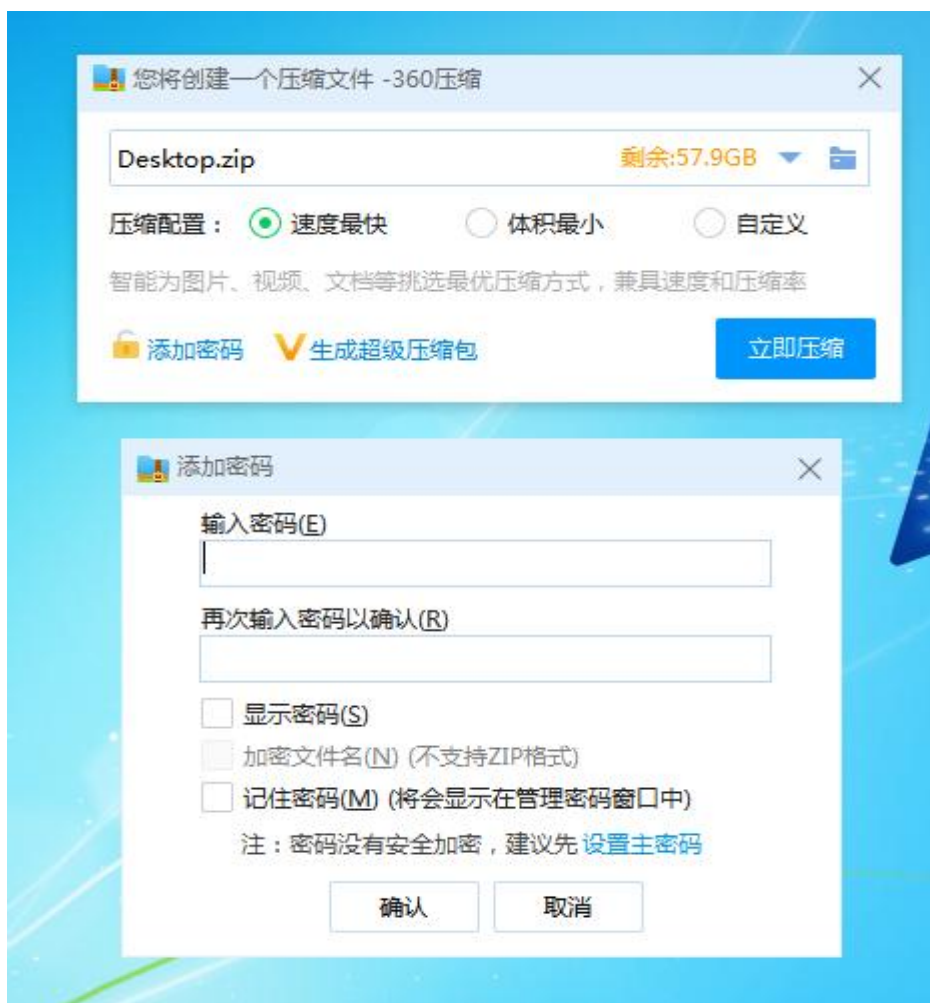 您将创建一个压缩文件 -360压缩
Desktop.zip 剩余:57.9GB
压缩配置： 速度最快 体积最小 自定义
智能为图片、视频、文档等挑选最优压缩方式，兼具速度和压缩率
添加密码 生成超级压缩包 立即压缩
添加密码
输入密码(E)
再次输入密码以确认(R)
显示密码(S)
加密文件名(N) (不支持ZIP格式)
记住密码(M) (将会显示在管理密码窗口中)
注：密码没有安全加密，建议先 设置主密码
确认 取消